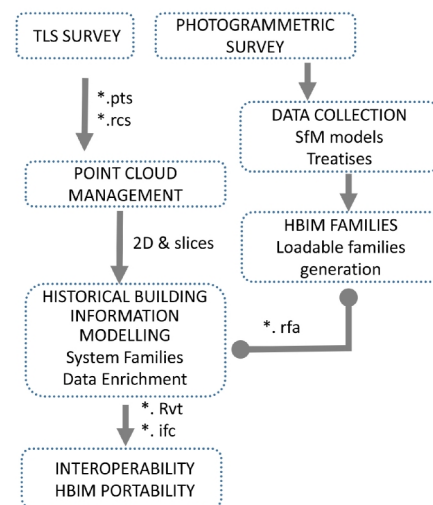 TLS SURVEY
PHOTOGRAMMETRIC
SURVEY
*.pts
*.rcs
DATA COLLECTION
SfM models
Treatises
POINT CLOUD
MANAGEMENT
2D & slices
HBIM FAMILIES
Loadable families
generation
HISTORICAL BUILDING
INFORMATION
MODELLING
System Families
Data Enrichment
*. rfa
*. Rvt
*. ifc
INTEROPERABILITY
HBIM PORTABILITY